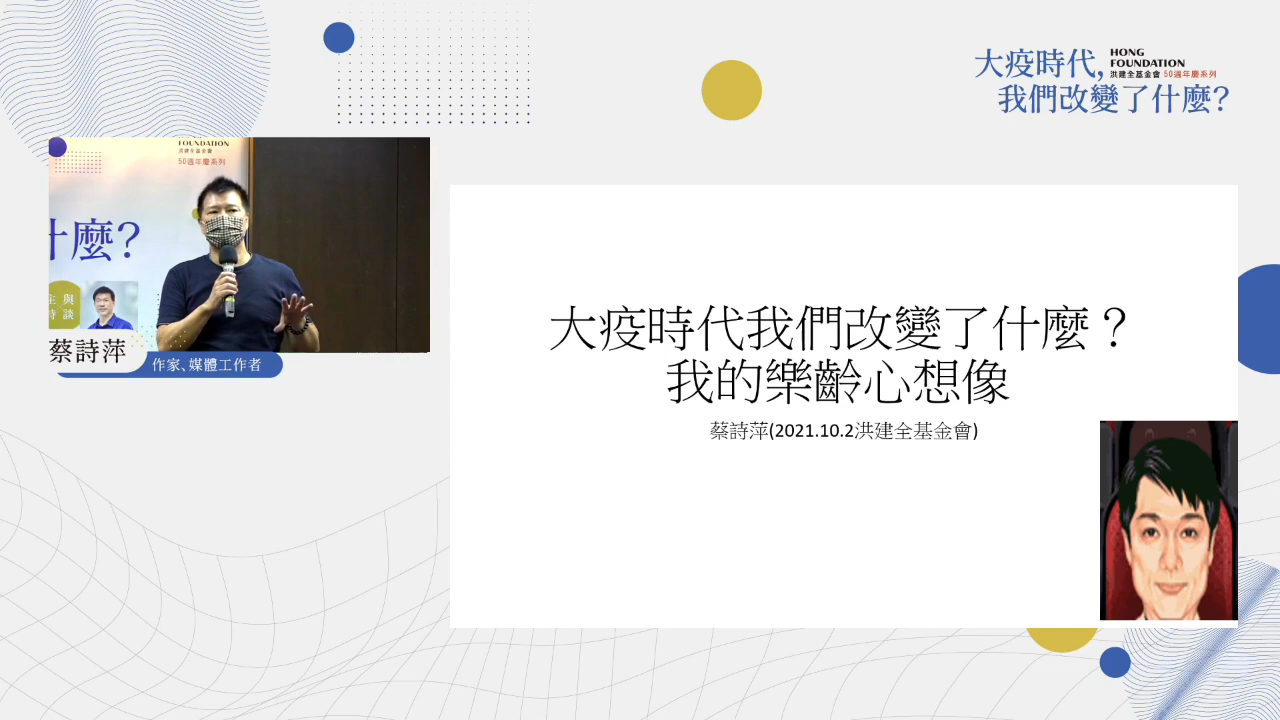 大疫時代,
HONG
FOUNDATION
洪建全基金會 50週年慶系列
我們改變了什麼?
FOUNDATION
洪建全基金會
50週年慶系列
什麼?
主 與
持 談
蔡詩萍
作家、媒體工作者
大疫時代我們改變了什麼？
我的樂齡心想像
蔡詩萍(2021.10.2洪建全基金會)